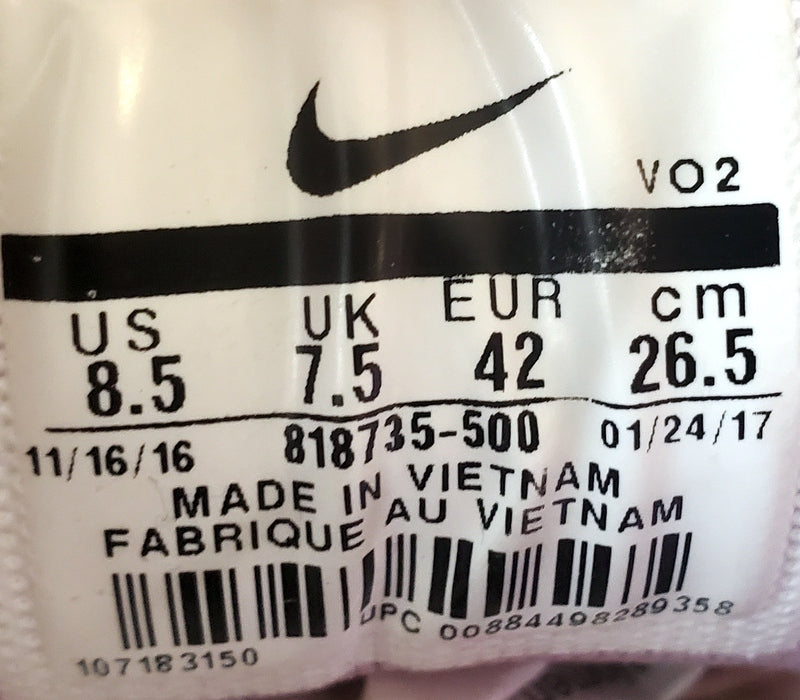 VO2
US UK EUR cm
8.5 7.5 42 26.5
11/16/16 818735-500 01/24/17
MADE IN VIETNAM
FABRIQUE AU VIETNAM
UPC 00884498289358
107183150